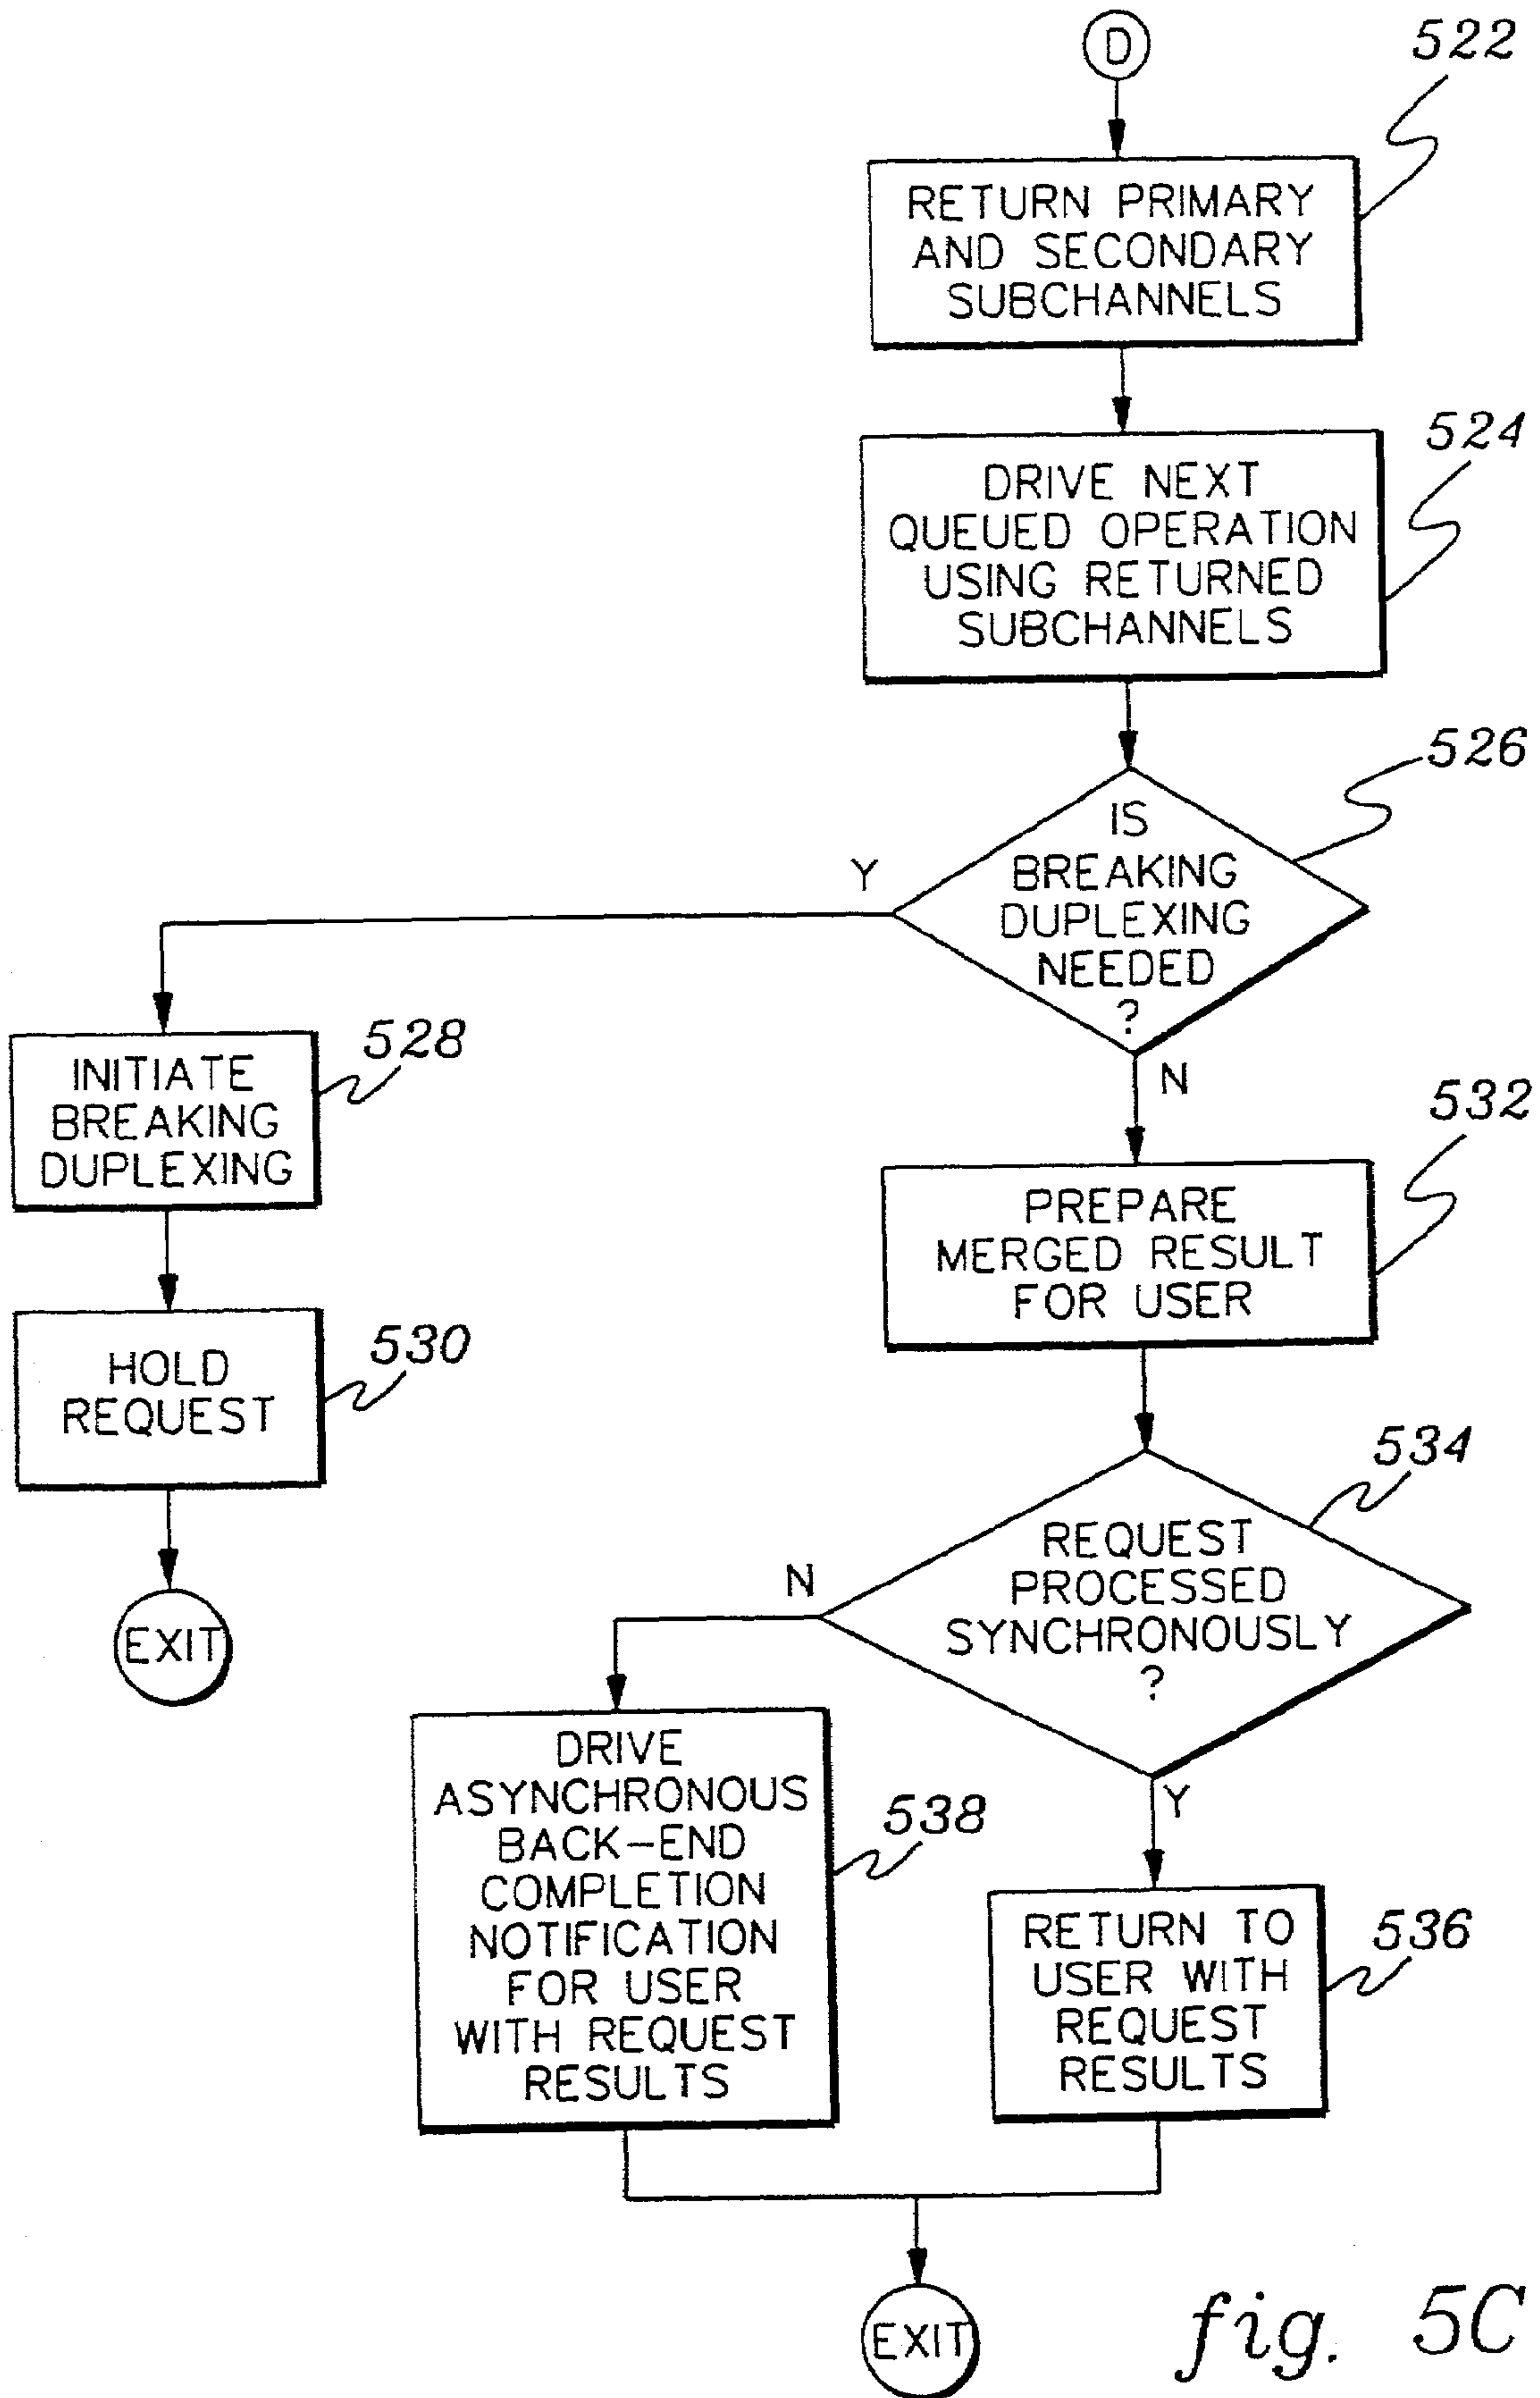 D
522
RETURN PRIMARY
AND SECONDARY
SUBCHANNELS
524
DRIVE NEXT
QUEUED OPERATION
USING RETURNED
SUBCHANNELS
526
IS
BREAKING
DUPLEXING
NEEDED
?
Y
N
528
INITIATE
BREAKING
DUPLEXING
530
HOLD
REQUEST
EXIT
532
PREPARE
MERGED RESULT
FOR USER
534
REQUEST
PROCESSED
SYNCHRONOUSLY
?
N
Y
538
DRIVE
ASYNCHRONOUS
BACK-END
COMPLETION
NOTIFICATION
FOR USER
WITH REQUEST
RESULTS
536
RETURN TO
USER WITH
REQUEST
RESULTS
EXIT
fig. 5C